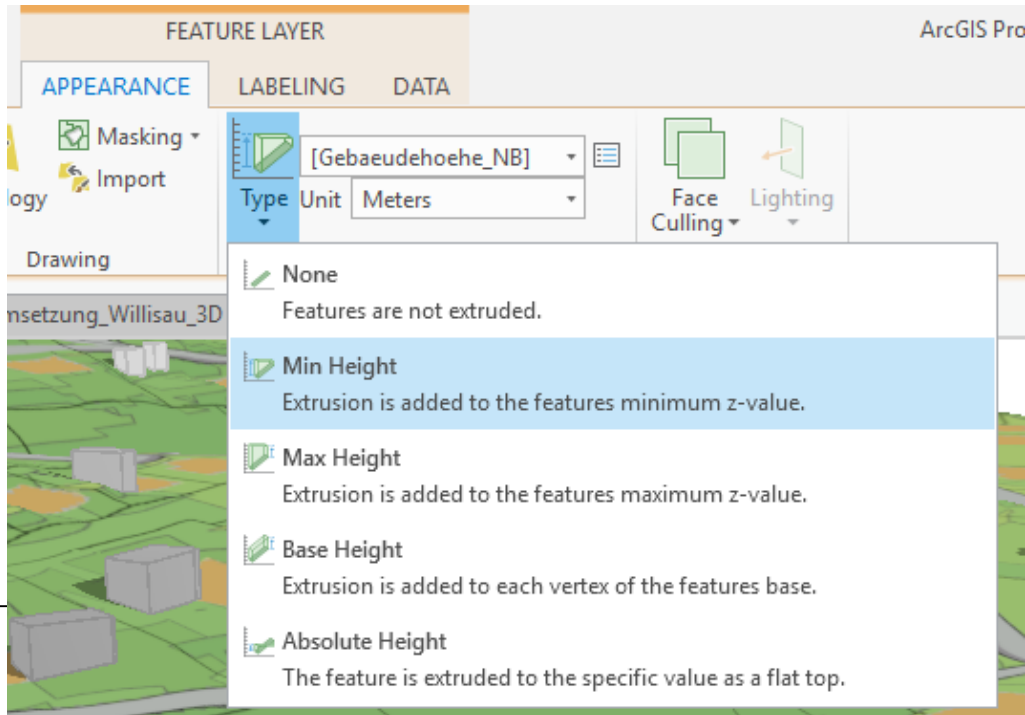 FEATURE LAYER
ArcGIS Pro
APPEARANCE LABELING DATA
Masking
Import
ogy
Drawing
[Gebaeudehoehe_NB]
Type Unit Meters
Face Culling
Lighting
msetzung_Willisau_3D
None
Features are not extruded.
Min Height
Extrusion is added to the features minimum z-value.
Max Height
Extrusion is added to the features maximum z-value.
Base Height
Extrusion is added to each vertex of the features base.
Absolute Height
The feature is extruded to the specific value as a flat top.